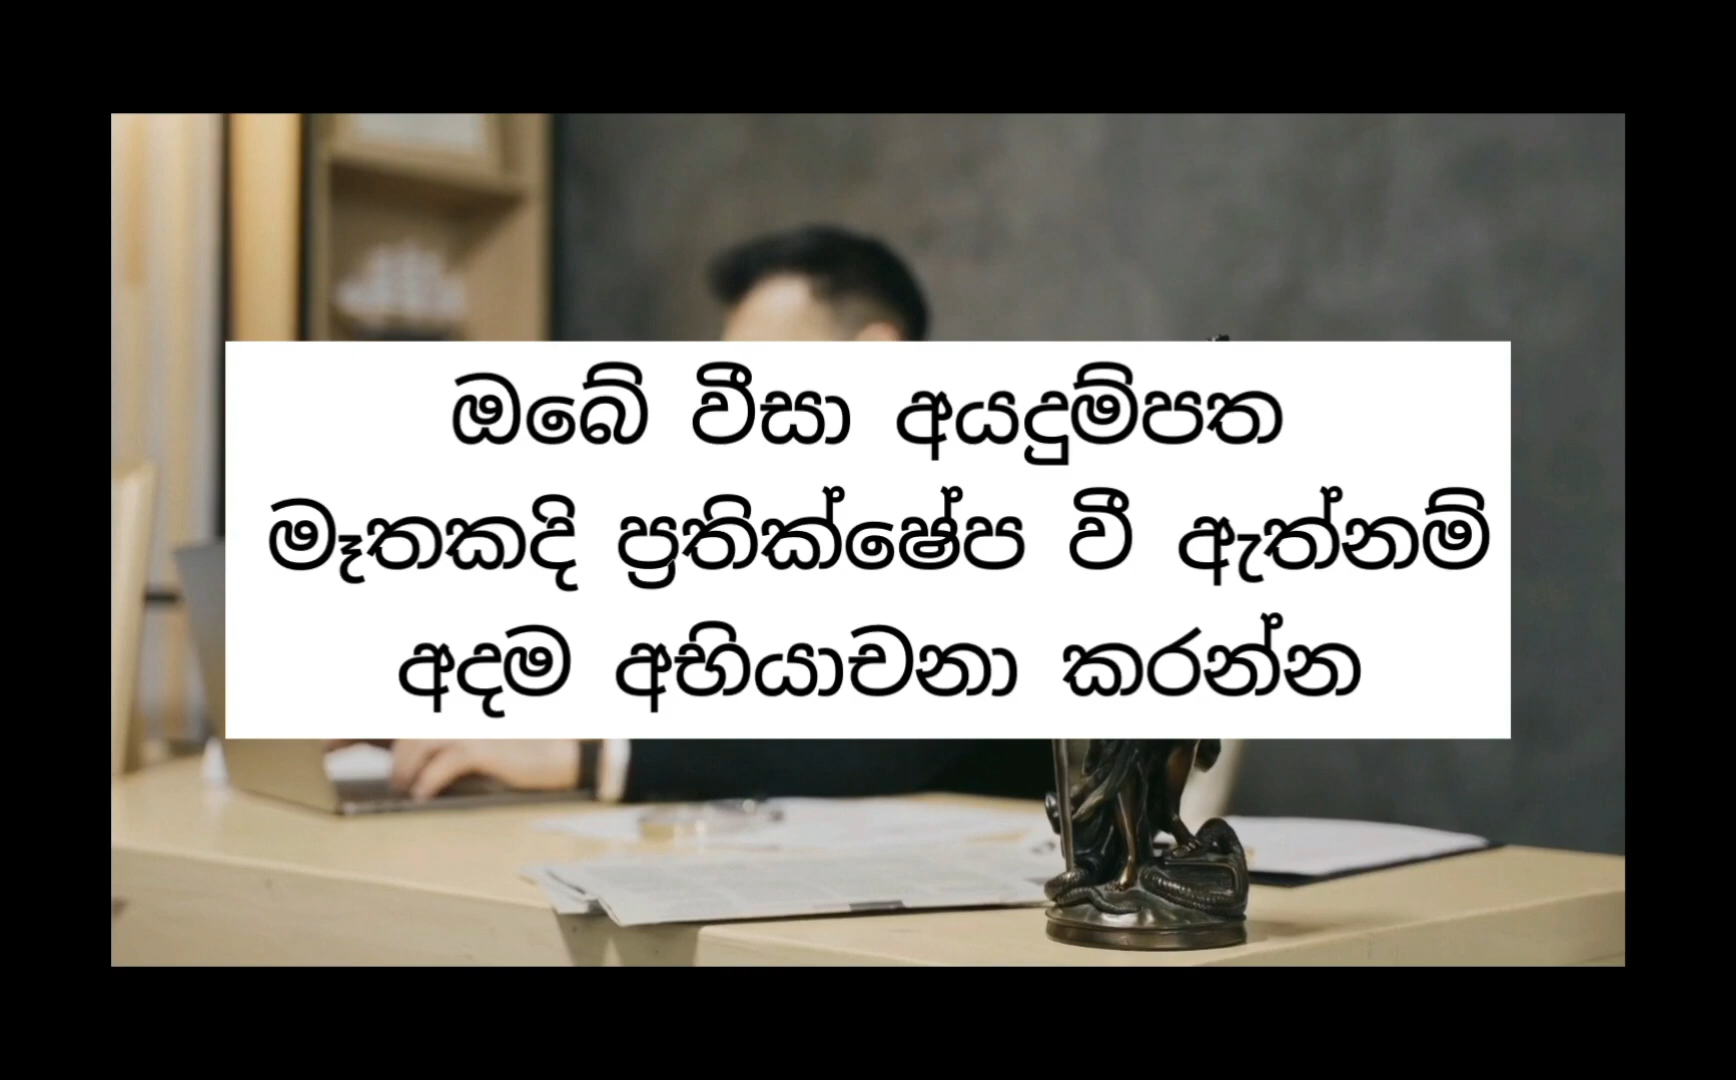 ඔබේ වීසා අයදුම්පත
මෑතකදි ප්‍රතික්ෂේප වී ඇත්නම්
අදම අභියාචනා කරන්න